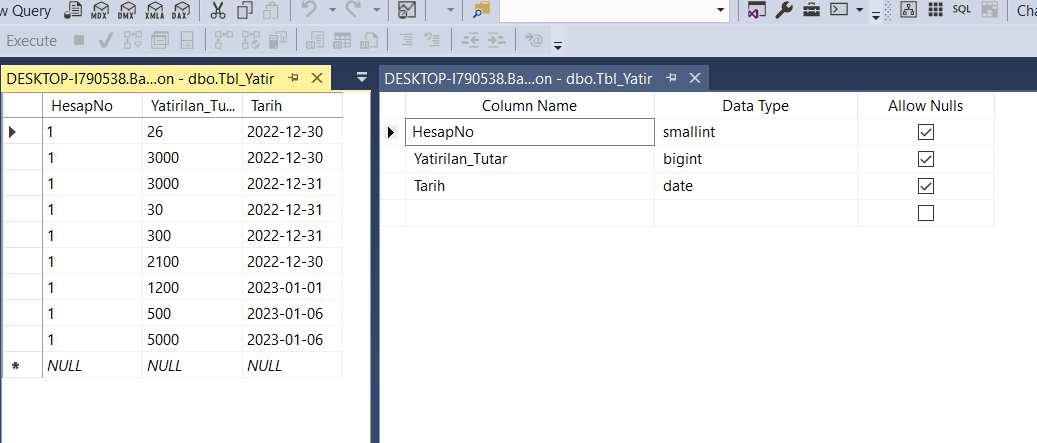 w Query MDX DMX XMLA DAX SQL Cha
Execute
DESKTOP-I790538.Ba...on - dbo.Tbl_Yatir
HesapNo Yatirilan_Tu... Tarih
1 26 2022-12-30
1 3000 2022-12-30
1 3000 2022-12-31
1 30 2022-12-31
1 300 2022-12-31
1 2100 2022-12-30
1 1200 2023-01-01
1 500 2023-01-06
1 5000 2023-01-06
* NULL NULL NULL
DESKTOP-I790538.Ba...on - dbo.Tbl_Yatir
Column Name Data Type Allow Nulls
HesapNo smallint
Yatirilan_Tutar bigint
Tarih date